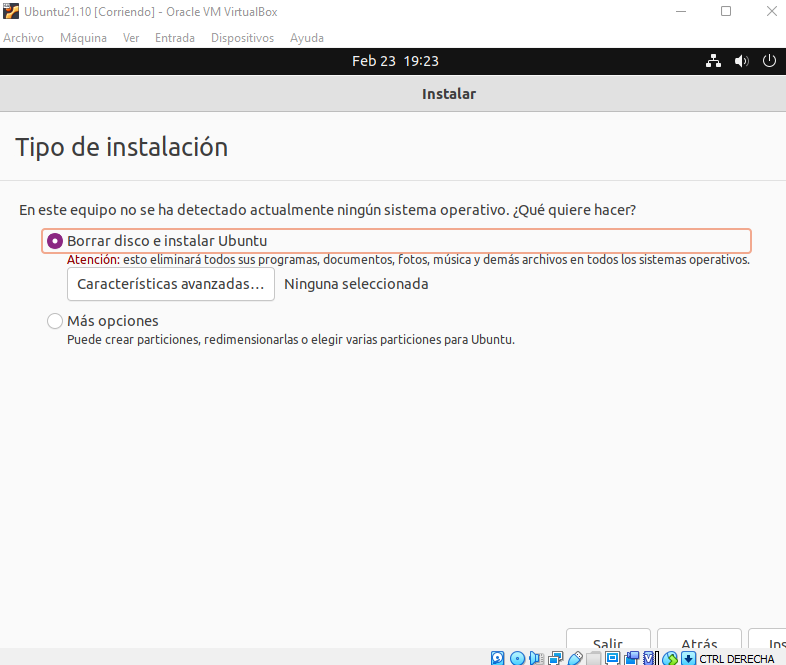 Ubuntu21.10 [Corriendo] - Oracle VM VirtualBox
Archivo Máquina Ver Entrada Dispositivos Ayuda
Feb 23 19:23
Instalar
Tipo de instalación
En este equipo no se ha detectado actualmente ningún sistema operativo. ¿Qué quiere hacer?
Borrar disco e instalar Ubuntu
Atención: esto eliminará todos sus programas, documentos, fotos, música y demás archivos en todos los sistemas operativos.
Características avanzadas... Ninguna seleccionada
Más opciones
Puede crear particiones, redimensionarlas o elegir varias particiones para Ubuntu.
Salir Atrás Ins
CTRL DERECHA